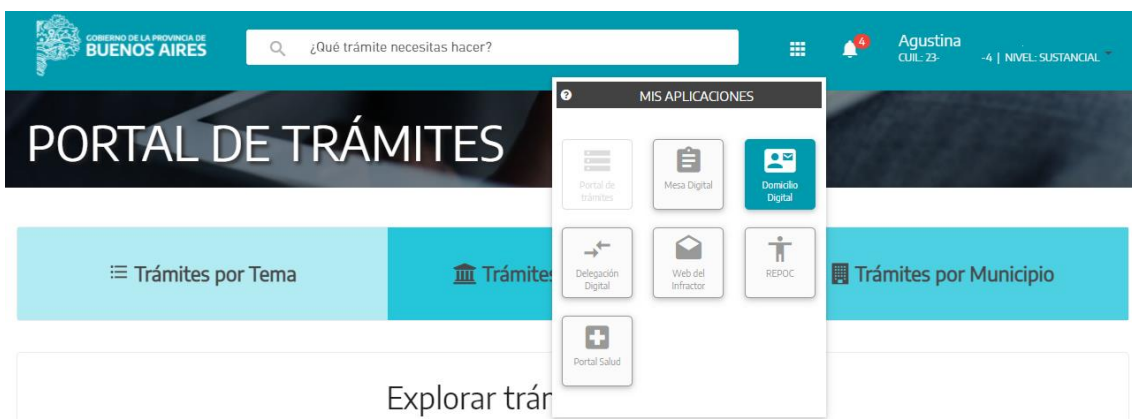 GOBIERNO DE LA PROVINCIA DE
BUENOS AIRES
¿Qué trámite necesitas hacer?
4
Agustina
CUIL: 23- -4 | NIVEL: SUSTANCIAL
MIS APLICACIONES
PORTAL DE TRÁMITES
Portal de
trámites
Mesa Digital
Domicilio
Digital
Delegación
Digital
Web del
Infractor
REPOC
Portal Salud
Trámites por Tema
Trámites
Trámites por Municipio
Explorar trám